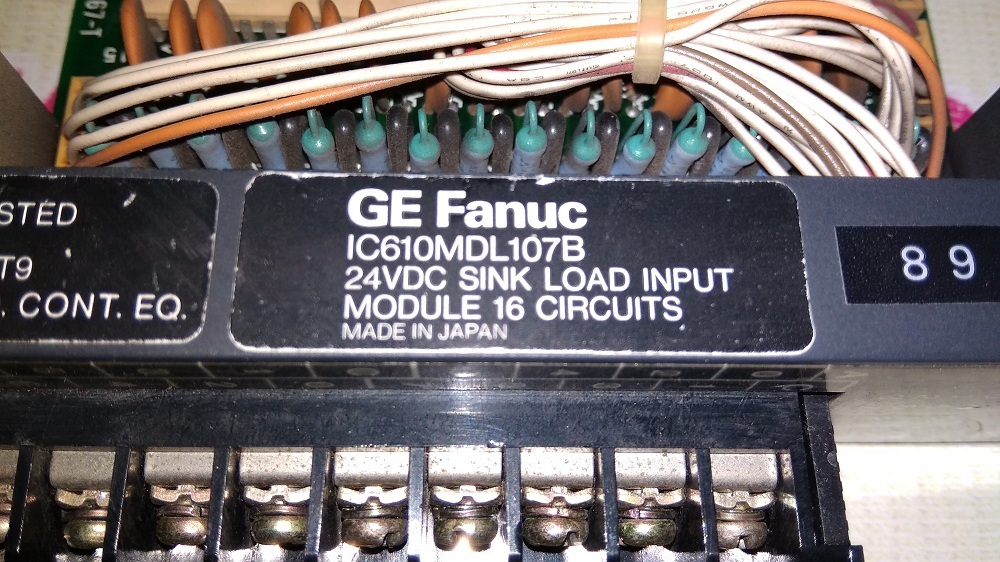 67-T
STED
T9
. CONT. EQ.
GE Fanuc
IC610MDL107B
24VDC SINK LOAD INPUT
MODULE 16 CIRCUITS
MADE IN JAPAN
8 9